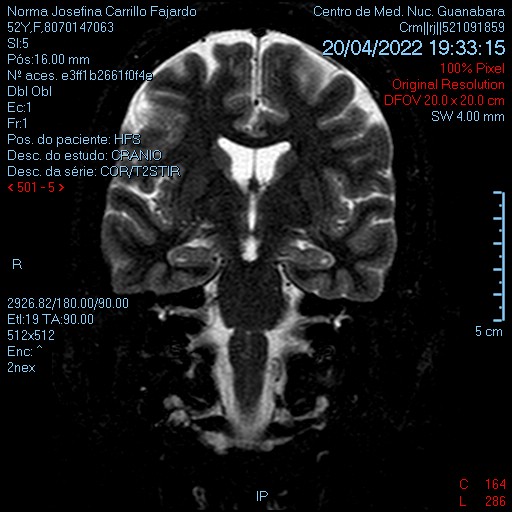 Norma Josefina Carrillo Fajardo
52Y,F,8070147063
Sl:5
Pós:16.00 mm
Nº aces. e3ff1b2661f0f4e
Dbl Obl
Ec:1
Fr:1
Pos. do paciente: HFS
Desc. do estudo: CRANIO
Desc. da série: COR/T2STIR
< 501 - 5 >
Centro de Med. Nuc. Guanabara
Crm||rj||521091859
20/04/2022 19:33:15
100% Pixel
Original Resolution
DFOV 20.0 x 20.0 cm
SW 4.00 mm
R
2926.82/180.00/90.00
Etl:19 TA:90.00
512x512
Enc: ^
2nex
5 cm
IP
C 164
L 286